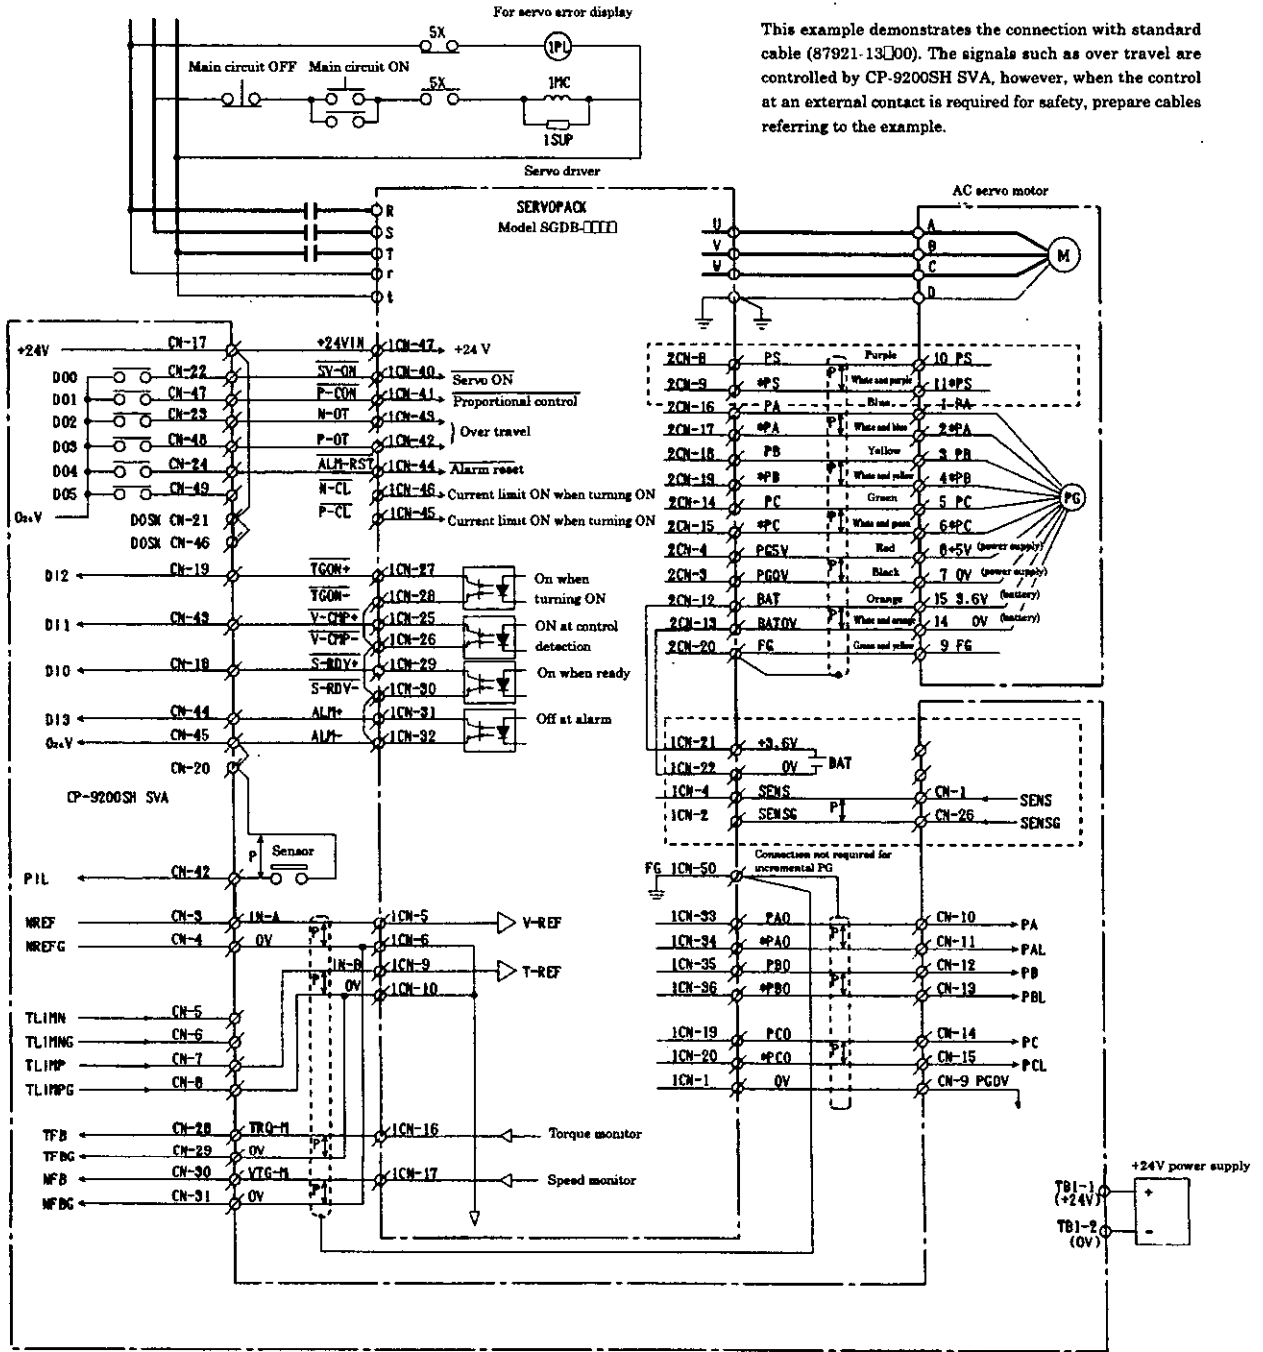 For servo error display
5X
1PL
Main circuit OFF Main circuit ON
5X
1MC
1SUP
This example demonstrates the connection with standard
cable (87921-13□00). The signals such as over travel are
controlled by CP-9200SH SVA, however, when the control
at an external contact is required for safety, prepare cables
referring to the example.
Servo driver
SERVOPACK
Model SGDB-□□□□
AC servo motor
R
S
T
r
t
U A
V B
W C
D
M
+24V CN-17 +24VIN 1CN-47 +24 V
DO0 CN-22 SV-ON 1CN-40 Servo ON
DO1 CN-47 P-CON 1CN-41 Proportional control
DO2 CN-23 N-OT 1CN-43
Over travel
DO3 CN-48 P-OT 1CN-42
DO4 CN-24 ALM-RST 1CN-44 Alarm reset
DO5 CN-49 N-CL 1CN-46 Current limit ON when turning ON
P-CL 1CN-45 Current limit ON when turning ON
024V
DOSK CN-21
DOSK CN-46
DI2 CN-19 TGON+ 1CN-27 On when
TGON- 1CN-28 turning ON
DI1 CN-43 V-CMP+ 1CN-25 ON at control
V-CMP- 1CN-26 detection
DI0 CN-18 S-RDY+ 1CN-29 On when ready
S-RDY- 1CN-30
DI3 CN-44 ALM+ 1CN-31 Off at alarm
024V CN-45 ALM- 1CN-32
CN-20
CP-9200SH SVA
P Sensor
PIL CN-42
NREF CN-3 IN-A 1CN-5 V-REF
NREFG CN-4 0V 1CN-6
IN-B 1CN-9 T-REF
0V 1CN-10
P
P
TLIMN CN-5
TLIMNG CN-6
TLIMP CN-7
TLIMPG CN-8
TFB CN-28 TRQ-M 1CN-16 Torque monitor
TFBG CN-29 0V
NFB CN-30 VTG-M 1CN-17 Speed monitor
NFBG CN-31 0V
P
P
2CN-8 PS Purple 10 PS
2CN-9 *PS White and purple 11*PS
2CN-16 PA Blue 1 PA
2CN-17 *PA White and blue 2*PA
2CN-18 PB Yellow 3 PB
2CN-19 *PB White and yellow 4*PB
2CN-14 PC Green 5 PC
2CN-15 *PC White and green 6*PC
2CN-4 PG5V Red 8+5V (power supply)
2CN-3 PG0V Black 7 0V (power supply)
2CN-12 BAT Orange 15 3.6V (battery)
2CN-13 BAT0V White and orange 14 0V (battery)
2CN-20 FG Green and yellow 9 FG
P
P
P
P
P
P
PG
1CN-21 +3.6V
BAT
1CN-22 0V
1CN-4 SENS CN-1 SENS
1CN-2 SENSG CN-26 SENSG
P
Connection not required for
incremental PG
FG 1CN-50
1CN-33 PAO CN-10 PA
1CN-34 *PAO CN-11 PAL
1CN-35 PBO CN-12 PB
1CN-36 *PBO CN-13 PBL
1CN-19 PCO CN-14 PC
1CN-20 *PCO CN-15 PCL
1CN-1 0V CN-9 PG0V
P
P
P
+24V power supply
TB1-1
(+24V)
+
TB1-2
(0V)
-